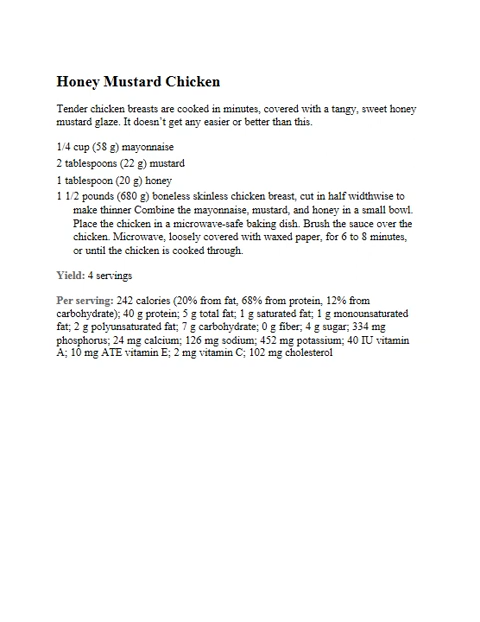 Honey Mustard Chicken
Tender chicken breasts are cooked in minutes, covered with a tangy, sweet honey
mustard glaze. It doesn't get any easier or better than this.
1/4 cup (58 g) mayonnaise
2 tablespoons (22 g) mustard
1 tablespoon (20 g) honey
1 1/2 pounds (680 g) boneless skinless chicken breast, cut in half widthwise to
make thinner Combine the mayonnaise, mustard, and honey in a small bowl.
Place the chicken in a microwave-safe baking dish. Brush the sauce over the
chicken. Microwave, loosely covered with waxed paper, for 6 to 8 minutes,
or until the chicken is cooked through.
Yield: 4 servings
Per serving: 242 calories (20% from fat, 68% from protein, 12% from
carbohydrate); 40 g protein; 5 g total fat; 1 g saturated fat; 1 g monounsaturated
fat; 2 g polyunsaturated fat; 7 g carbohydrate; 0 g fiber; 4 g sugar; 334 mg
phosphorus; 24 mg calcium; 126 mg sodium; 452 mg potassium; 40 IU vitamin
A; 10 mg ATE vitamin E; 2 mg vitamin C; 102 mg cholesterol